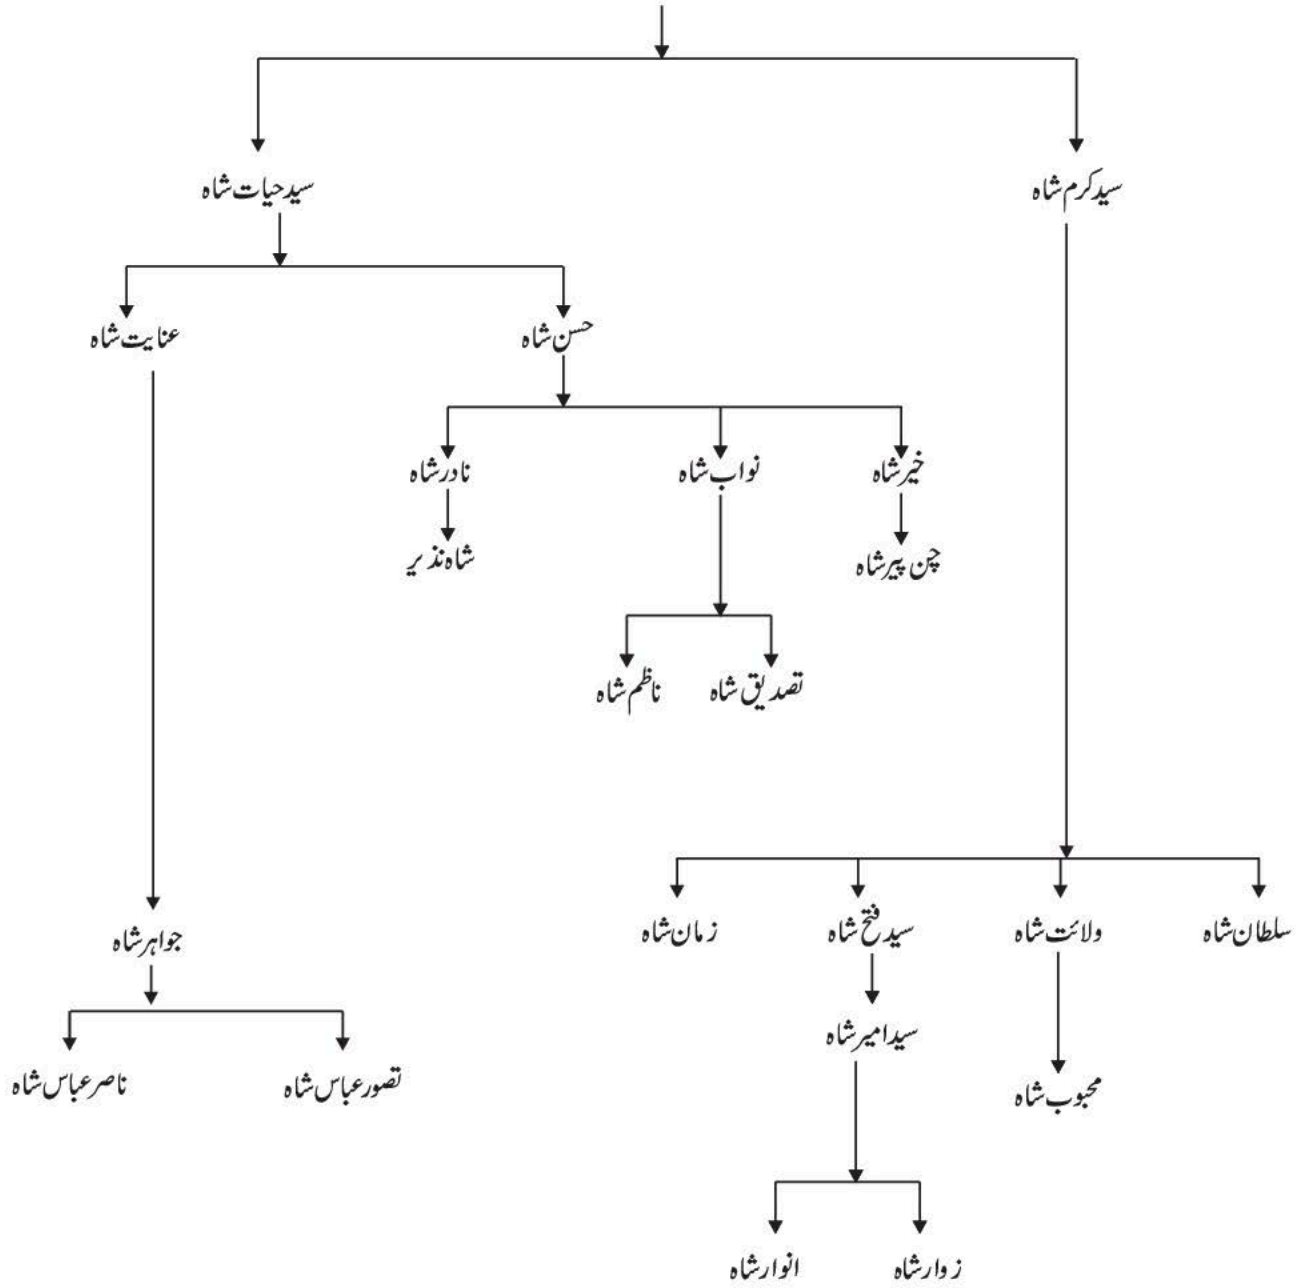 سید کرم شاہ
سید حیات شاہ
حسن شاہ
عنایت شاہ
خیر شاہ
نواب شاہ
نادر شاہ
چن پیر شاہ
شاہ نذیر
تصدیق شاہ
ناظم شاہ
سلطان شاہ
ولائت شاہ
سید فتح شاہ
زمان شاہ
جواہر شاہ
سید امیر شاہ
محبوب شاہ
تصور عباس شاہ
ناصر عباس شاہ
زوار شاہ
انوار شاہ